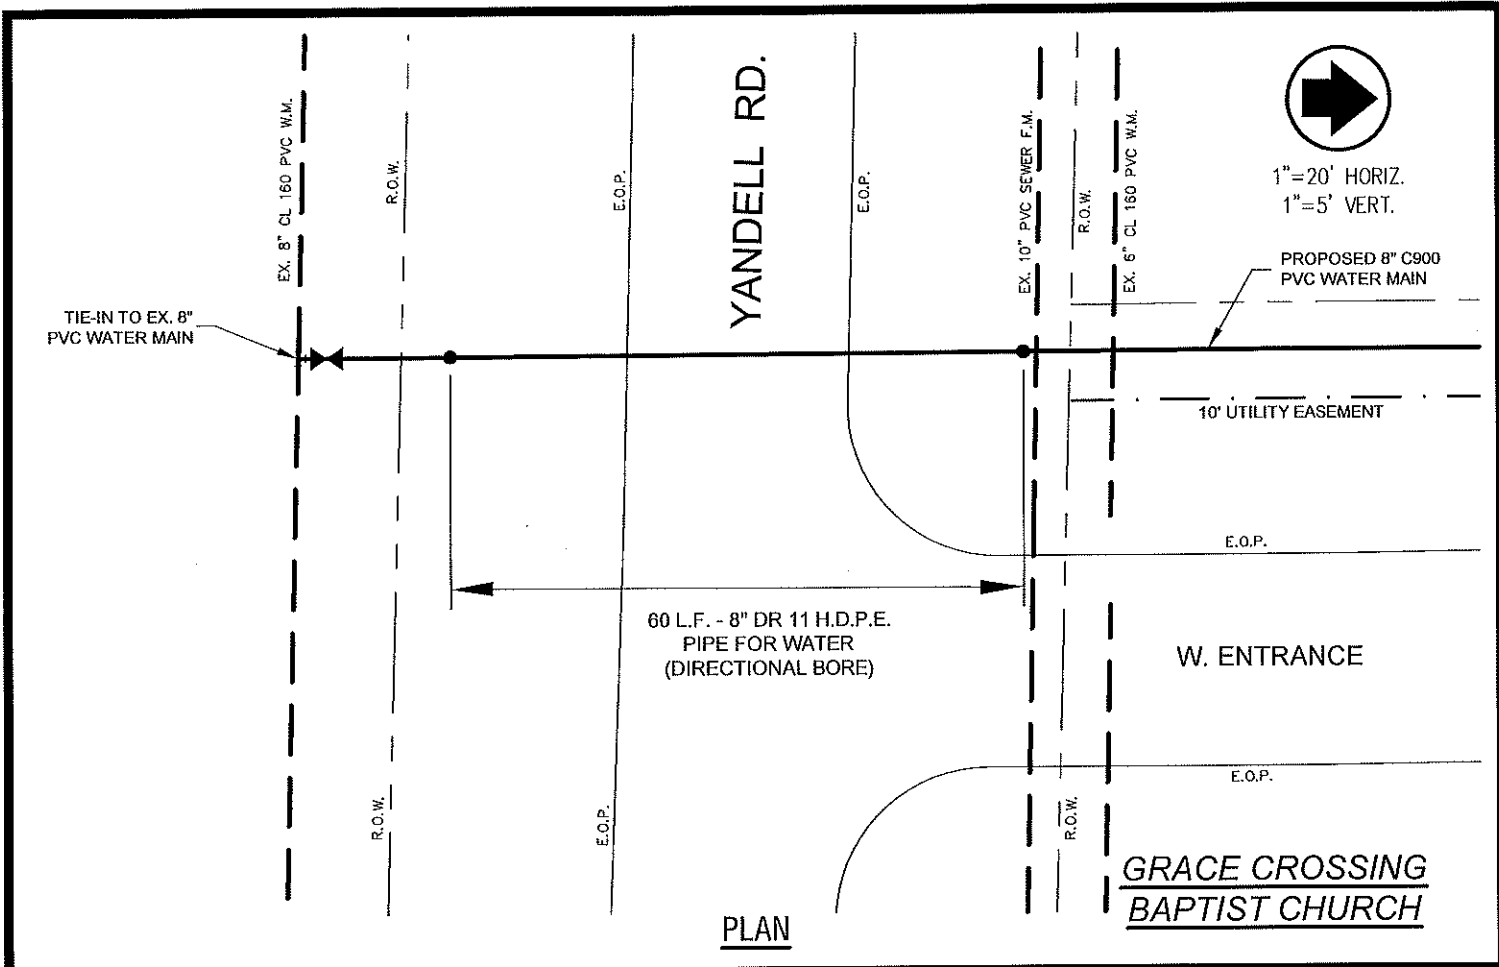 EX. 8" CL 160 PVC W.M.
R.O.W.
E.O.P.
YANDELL RD.
E.O.P.
EX. 10" PVC SEWER F.M.
R.O.W.
EX. 6" CL 160 PVC W.M.
1"=20' HORIZ.
1"=5' VERT.
PROPOSED 8" C900
PVC WATER MAIN
TIE-IN TO EX. 8"
PVC WATER MAIN
10' UTILITY EASEMENT
E.O.P.
60 L.F. - 8" DR 11 H.D.P.E.
PIPE FOR WATER
(DIRECTIONAL BORE)
W. ENTRANCE
E.O.P.
R.O.W.
E.O.P.
R.O.W.
GRACE CROSSING
BAPTIST CHURCH
PLAN